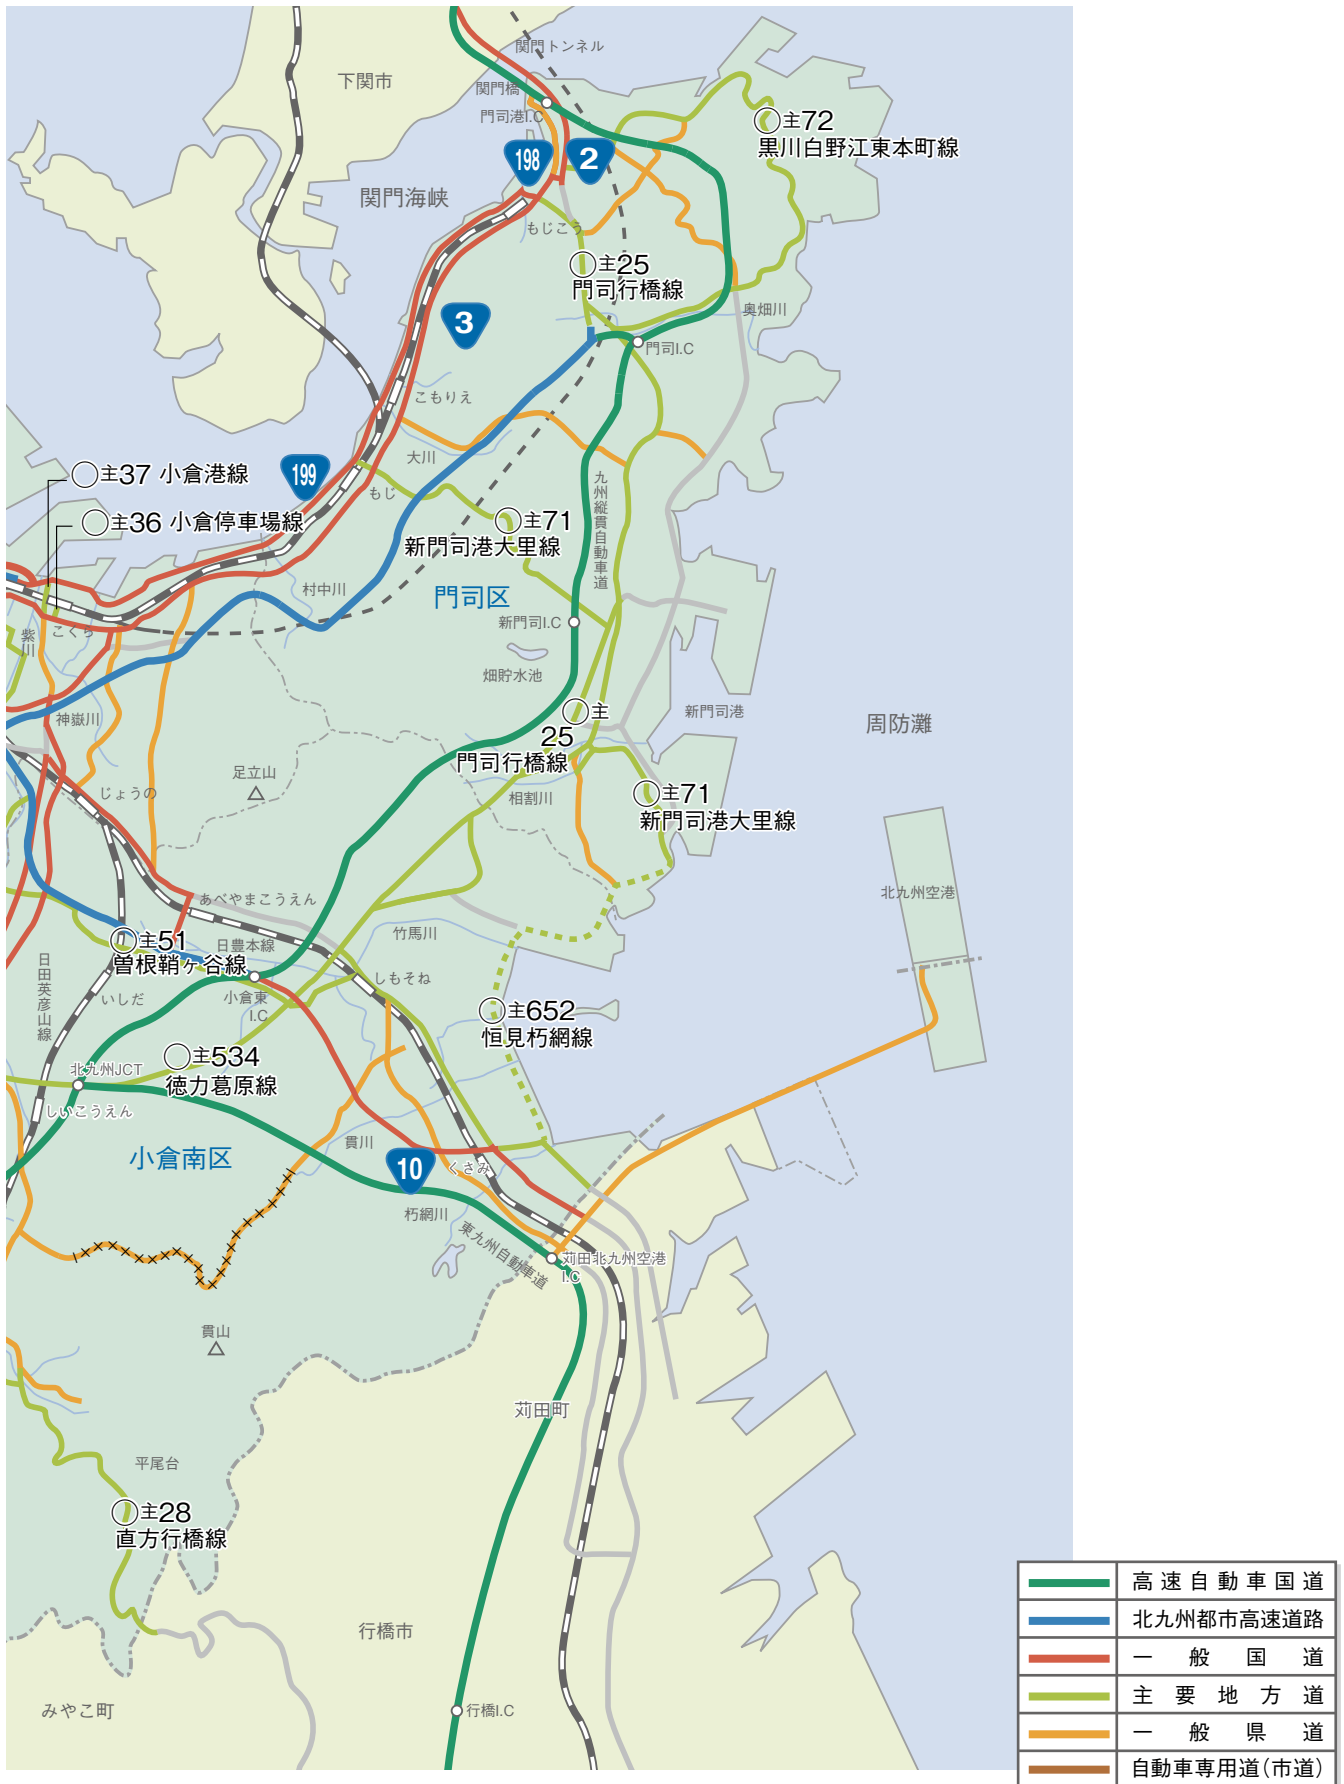 関門トンネル
下関市
関門橋
門司港I.C
主72
黒川白野江東本町線
198
2
関門海峡
もじこう
主25
門司行橋線
3
奥畑川
門司I.C
こもりえ
大川
主37 小倉港線
199
もじ
九州縦貫自動車道
主36 小倉停車場線
主71
新門司港大里線
村中川
門司区
新門司I.C
こくら
紫川
畑貯水池
神嶽川
主
25
門司行橋線
新門司港
周防灘
足立山
じょうの
相割川
主71
新門司港大里線
北九州空港
あべやまこうえん
竹馬川
主51
曽根鞘ヶ谷線
日豊本線
日田英彦山線
いしだ
小倉東
I.C
しもそね
主652
恒見朽網線
主534
徳力葛原線
北九州JCT
しいこうえん
小倉南区
貫川
10
くさみ
朽網川
東九州自動車道
苅田北九州空港
I.C
貫山
苅田町
平尾台
主28
直方行橋線
行橋市
みやこ町
行橋I.C
高速自動車国道
北九州都市高速道路
一般国道
主要地方道
一般県道
自動車専用道(市道)